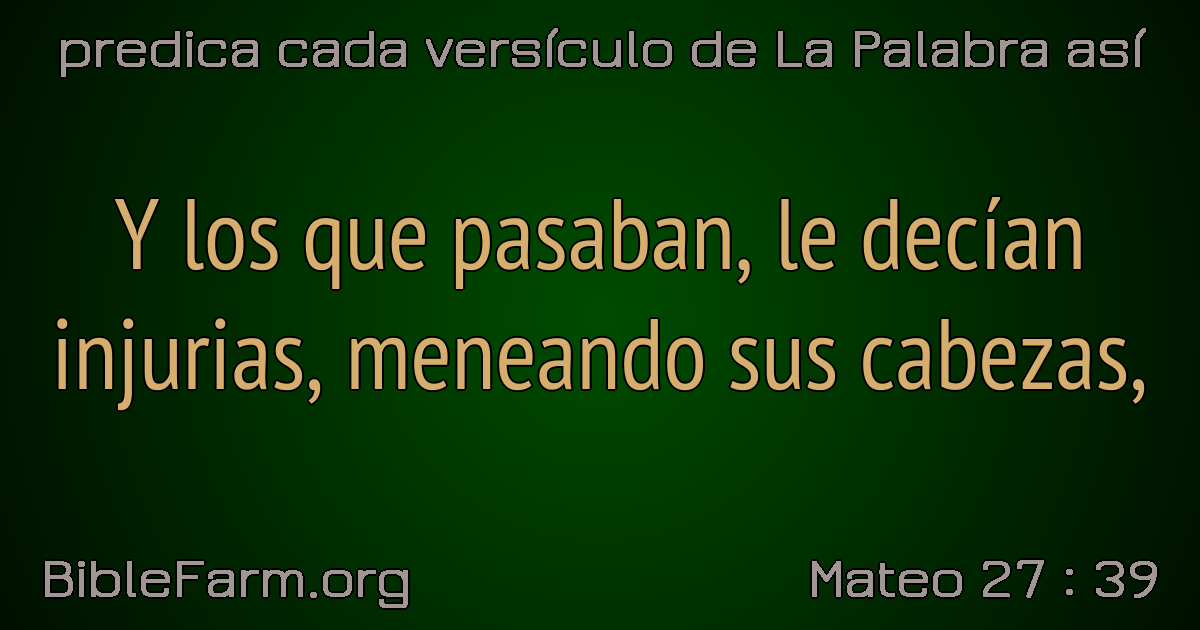 predica cada versículo de La Palabra así
Y los que pasaban, le decían
injurias, meneando sus cabezas,
BibleFarm.org
Mateo 27 : 39